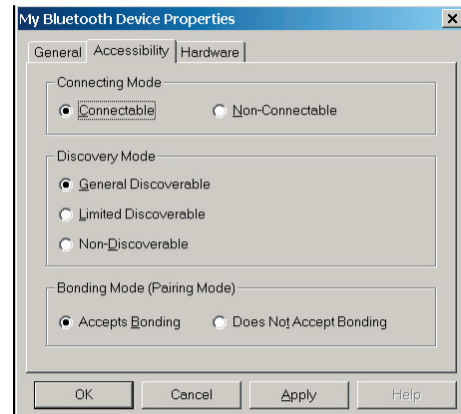 My Bluetooth Device Properties
General Accessibility Hardware
Connecting Mode
Connectable Non-Connectable
Discovery Mode
General Discoverable
Limited Discoverable
Non-Discoverable
Bonding Mode (Pairing Mode)
Accepts Bonding Does Not Accept Bonding
OK Cancel Apply Help